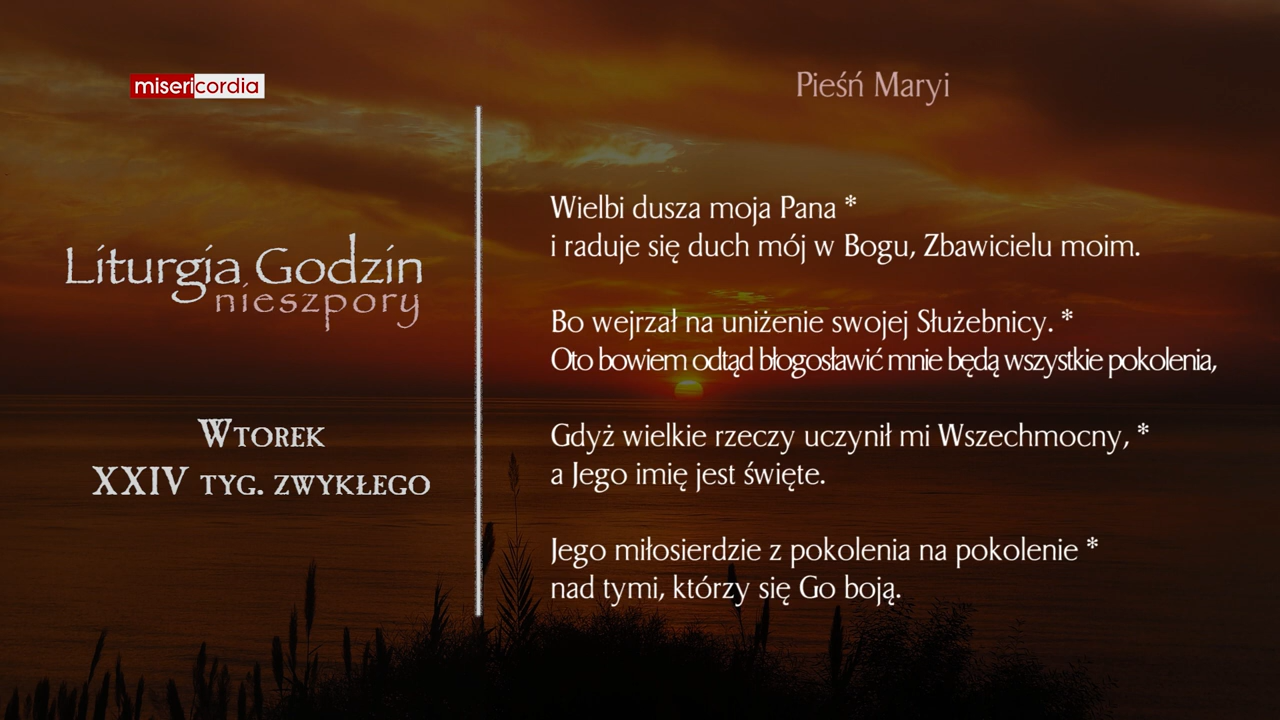 misericordia
Liturgia Godzin
nieszpory
Wtorek
XXIV tyg. zwykłego
Pieśń Maryi
Wielbi dusza moja Pana *
i raduje się duch mój w Bogu, Zbawicielu moim.
Bo wejrzał na uniżenie swojej Służebnicy. *
Oto bowiem odtąd błogosławić mnie będą wszystkie pokolenia,
Gdyż wielkie rzeczy uczynił mi Wszechmocny, *
a Jego imię jest święte.
Jego miłosierdzie z pokolenia na pokolenie *
nad tymi, którzy się Go boją.